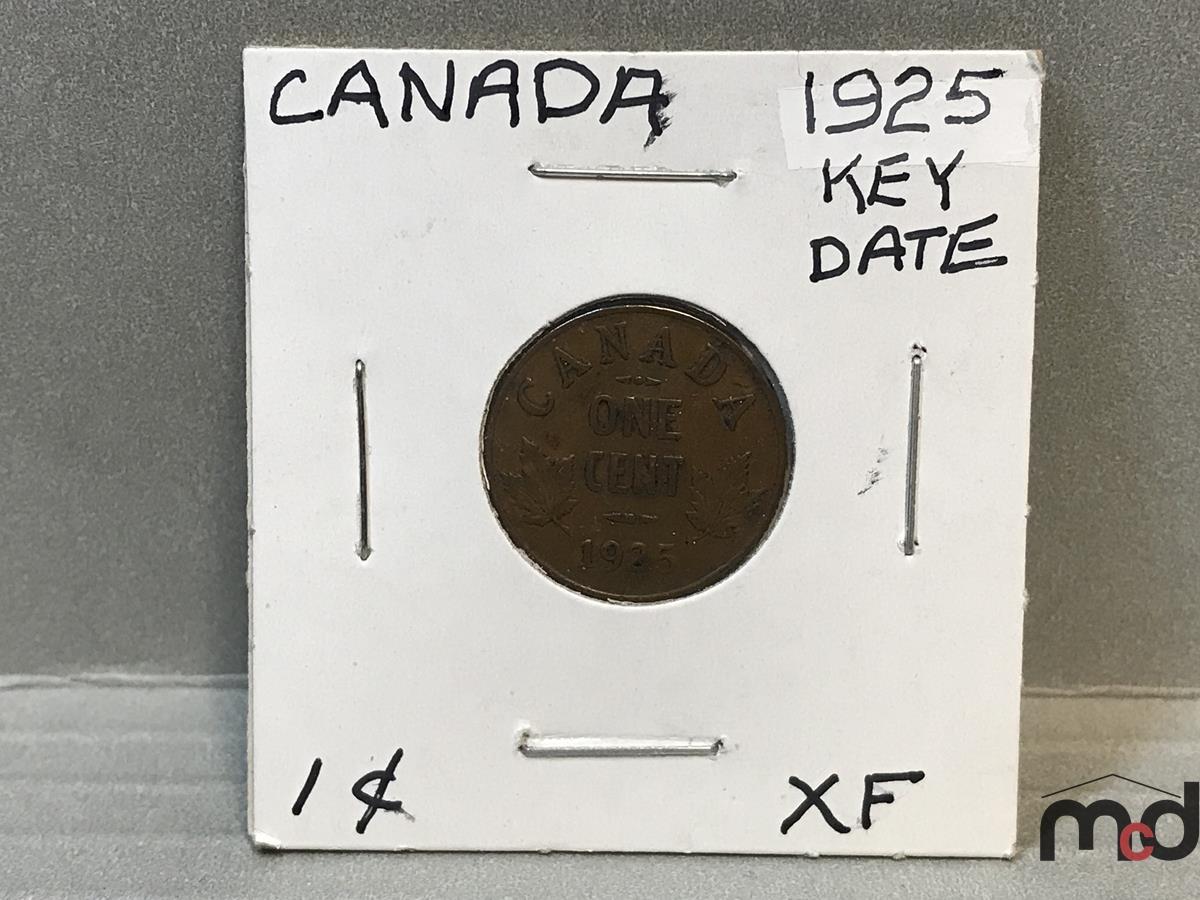 CANADA
1925
KEY
DATE
CANADA
ONE
CENT
1925
1¢
XF
mcd